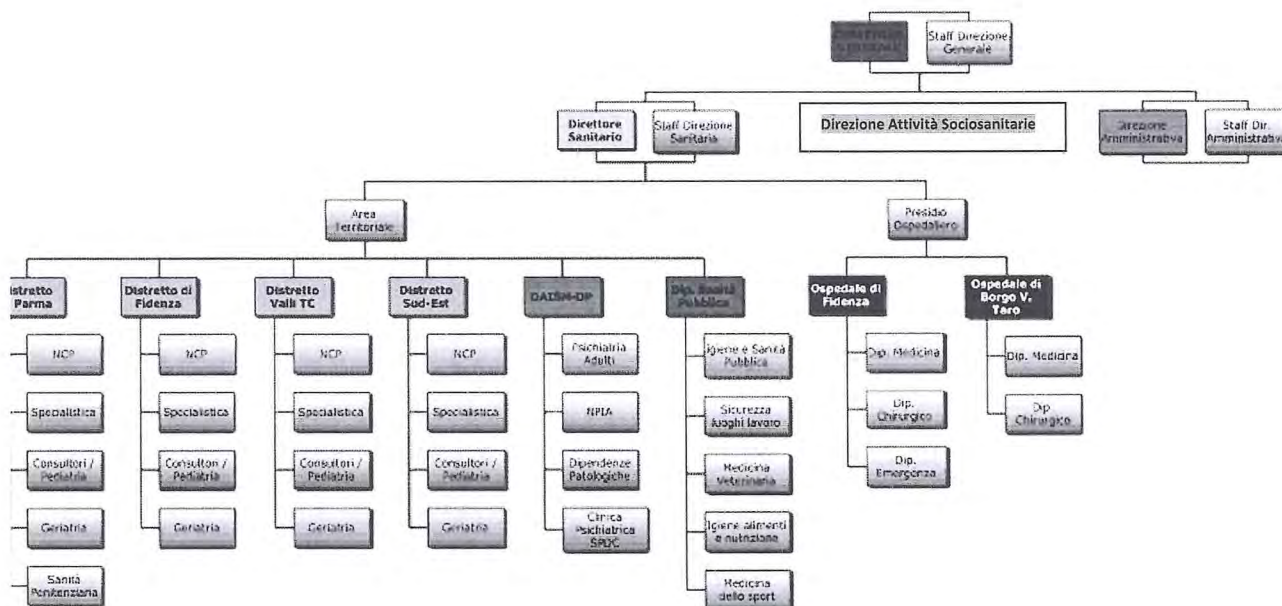 Staff Direzione
Generale
Direttore
Sanitario
Staff Direzione
Sanitaria
Direzione Attività Sociosanitarie
Direzione
Amministrativa
Staff Dir.
Amministrativa
Area
Territoriale
Presidio
Ospedaliero
istretto
Parma
Distretto di
Fidenza
Distretto
Valli TC
Distretto
Sud-Est
DAISM-DP
Dip. Sanità
Pubblica
Ospedale di
Fidenza
Ospedale di
Borgo V.
Taro
NCP
NCP
NCP
NCP
Psichiatria
Adulti
Igiene e Sanità
Pubblica
Dip. Medicina
Dip. Medicina
Specialistica
Specialistica
Specialistica
Specialistica
NPIA
Sicurezza
luoghi lavoro
Dip.
Chirurgico
Dip.
Chirurgico
Consultori /
Pediatria
Consultori /
Pediatria
Consultori /
Pediatria
Consultori /
Pediatria
Dipendenze
Patologiche
Medicina
Veterinaria
Dip.
Emergenza
Geriatria
Geriatria
Geriatria
Geriatria
Clinica
Psichiatrica
SPDC
Igiene alimenti
e nutrizione
Sanità
Penitenziaria
Medicina
dello sport